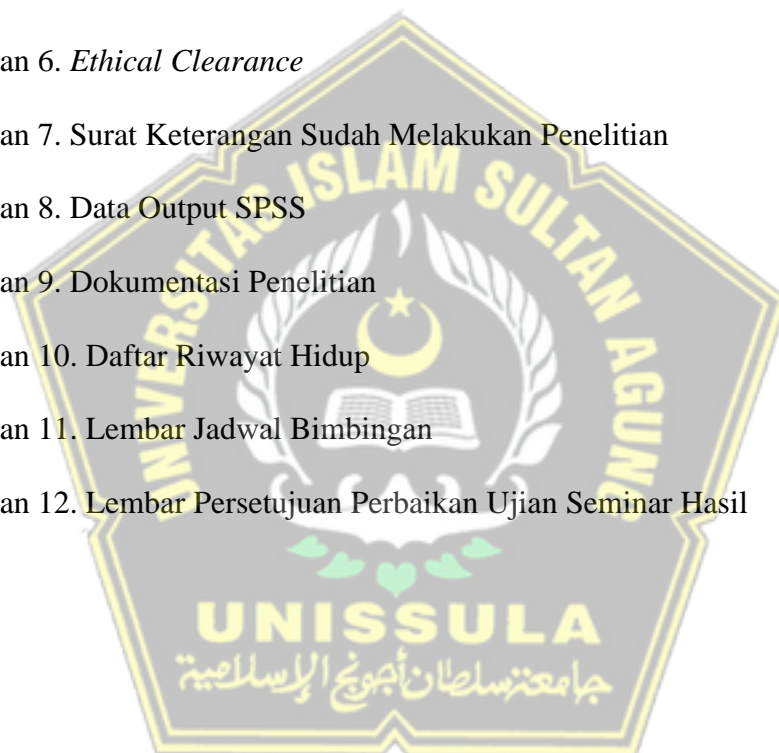 an 6. Ethical Clearance
an 7. Surat Keterangan Sudah Melakukan Penelitian
an 8. Data Output SPSS
an 9. Dokumentasi Penelitian
an 10. Daftar Riwayat Hidup
an 11. Lembar Jadwal Bimbingan
an 12. Lembar Persetujuan Perbaikan Ujian Seminar Hasil
UNIVERSITAS ISLAM SULTAN AGUNG
UNISSULA
جامعة سلطان أجونج الإسلامية